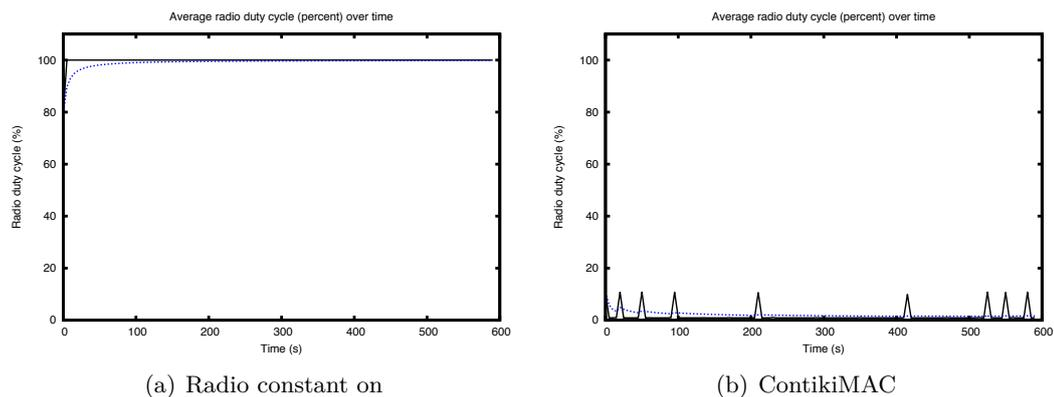 Average radio duty cycle (percent) over time
Radio duty cycle (%)
100
80
60
40
20
0
0 100 200 300 400 500 600
Time (s)
(a) Radio constant on
Average radio duty cycle (percent) over time
Radio duty cycle (%)
100
80
60
40
20
0
0 100 200 300 400 500 600
Time (s)
(b) ContikiMAC